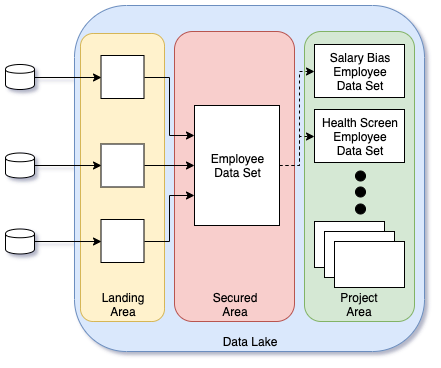 Salary Bias
Employee
Data Set
Health Screen
Employee
Data Set
Employee
Data Set
Landing
Area
Secured
Area
Project
Area
Data Lake